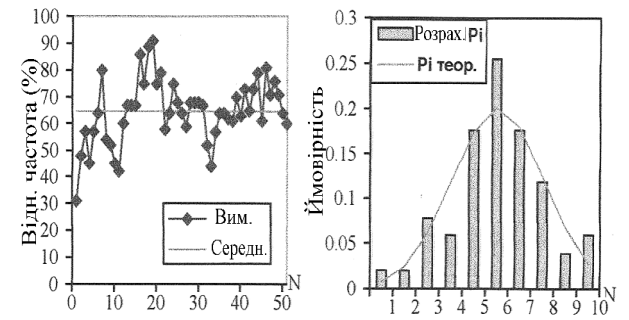 Відн. частота (%)
100
90
80
70
60
50
40
30
20
10
0
Вим.
Середн.
0 10 20 30 40 50 N
Ймовірність
0.3
0.25
0.2
0.15
0.1
0.05
0
Розрах. Рі
Рі теор.
1 2 3 4 5 6 7 8 9 10 N